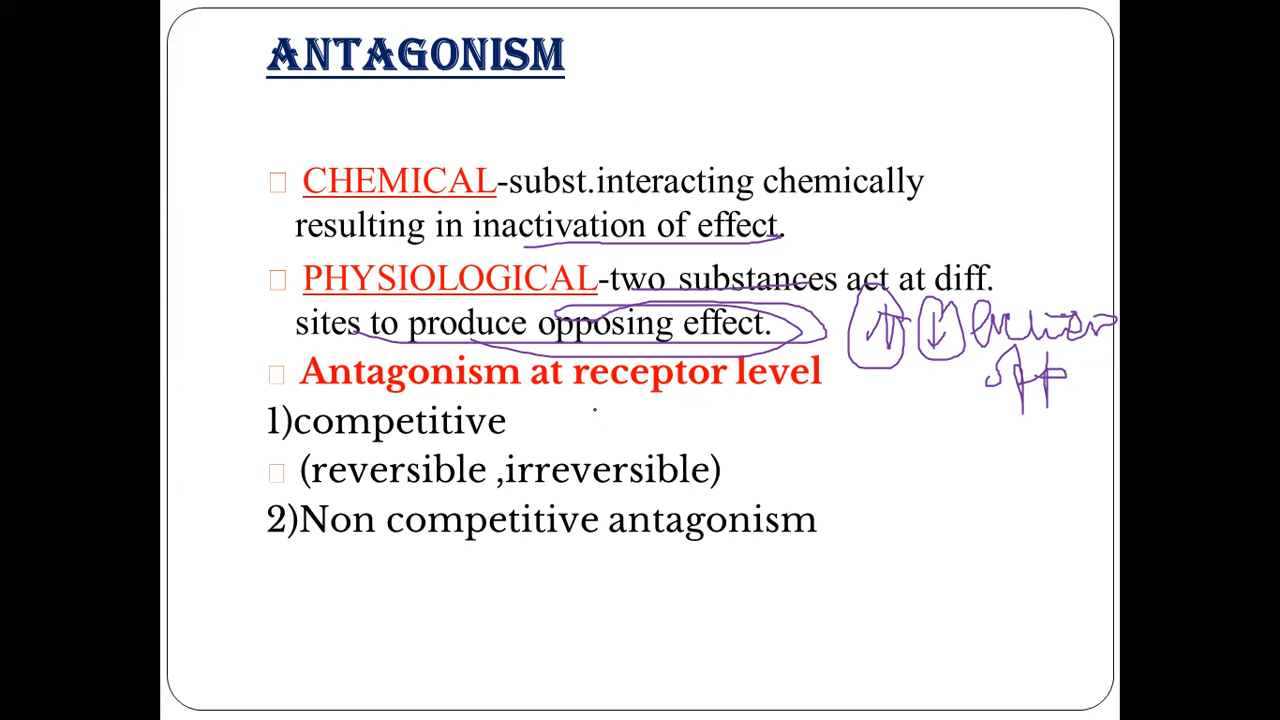 ANTAGONISM
CHEMICAL-subst.interacting chemically
resulting in inactivation of effect.
PHYSIOLOGICAL-two substances act at diff.
sites to produce opposing effect.
opp
Antagonism at receptor level
1)competitive
(reversible ,irreversible)
2)Non competitive antagonism